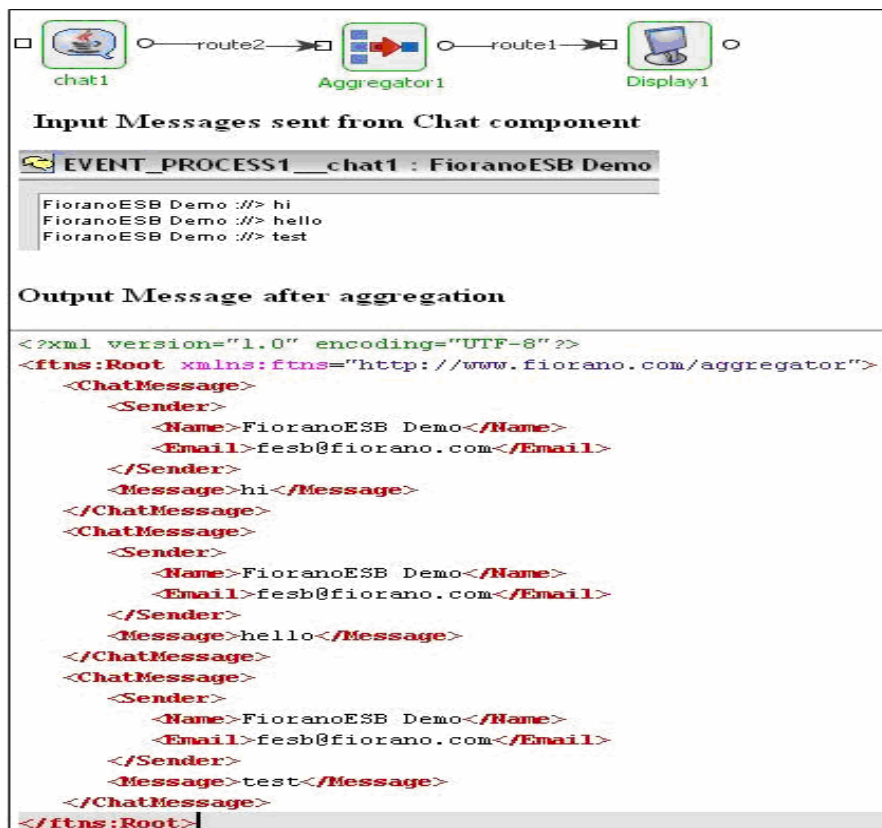 route2
route1
chat1
Aggregator1
Display1
Input Messages sent from Chat component
EVENT_PROCESS1__chat1 : FioranoESB Demo
FioranoESB Demo ://> hi
FioranoESB Demo ://> hello
FioranoESB Demo ://> test
Output Message after aggregation
<?xml version="1.0" encoding="UTF-8"?>
<ftns:Root xmlns:ftns="http://www.fiorano.com/aggregator">
<ChatMessage>
<Sender>
<Name>FioranoESB Demo</Name>
<Email>fesb@fiorano.com</Email>
</Sender>
<Message>hi</Message>
</ChatMessage>
<ChatMessage>
<Sender>
<Name>FioranoESB Demo</Name>
<Email>fesb@fiorano.com</Email>
</Sender>
<Message>hello</Message>
</ChatMessage>
<ChatMessage>
<Sender>
<Name>FioranoESB Demo</Name>
<Email>fesb@fiorano.com</Email>
</Sender>
<Message>test</Message>
</ChatMessage>
</ftns:Root>